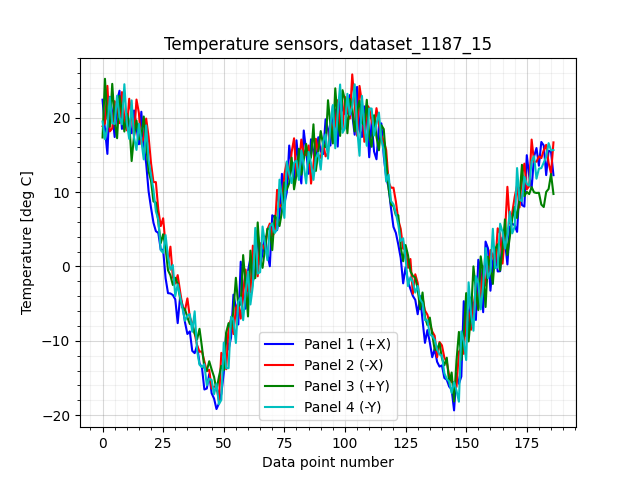 Temperature sensors, dataset_1187_15
Temperature [deg C]
20
10
0
−10
−20
Panel 1 (+X)
Panel 2 (-X)
Panel 3 (+Y)
Panel 4 (-Y)
0 25 50 75 100 125 150 175
Data point number